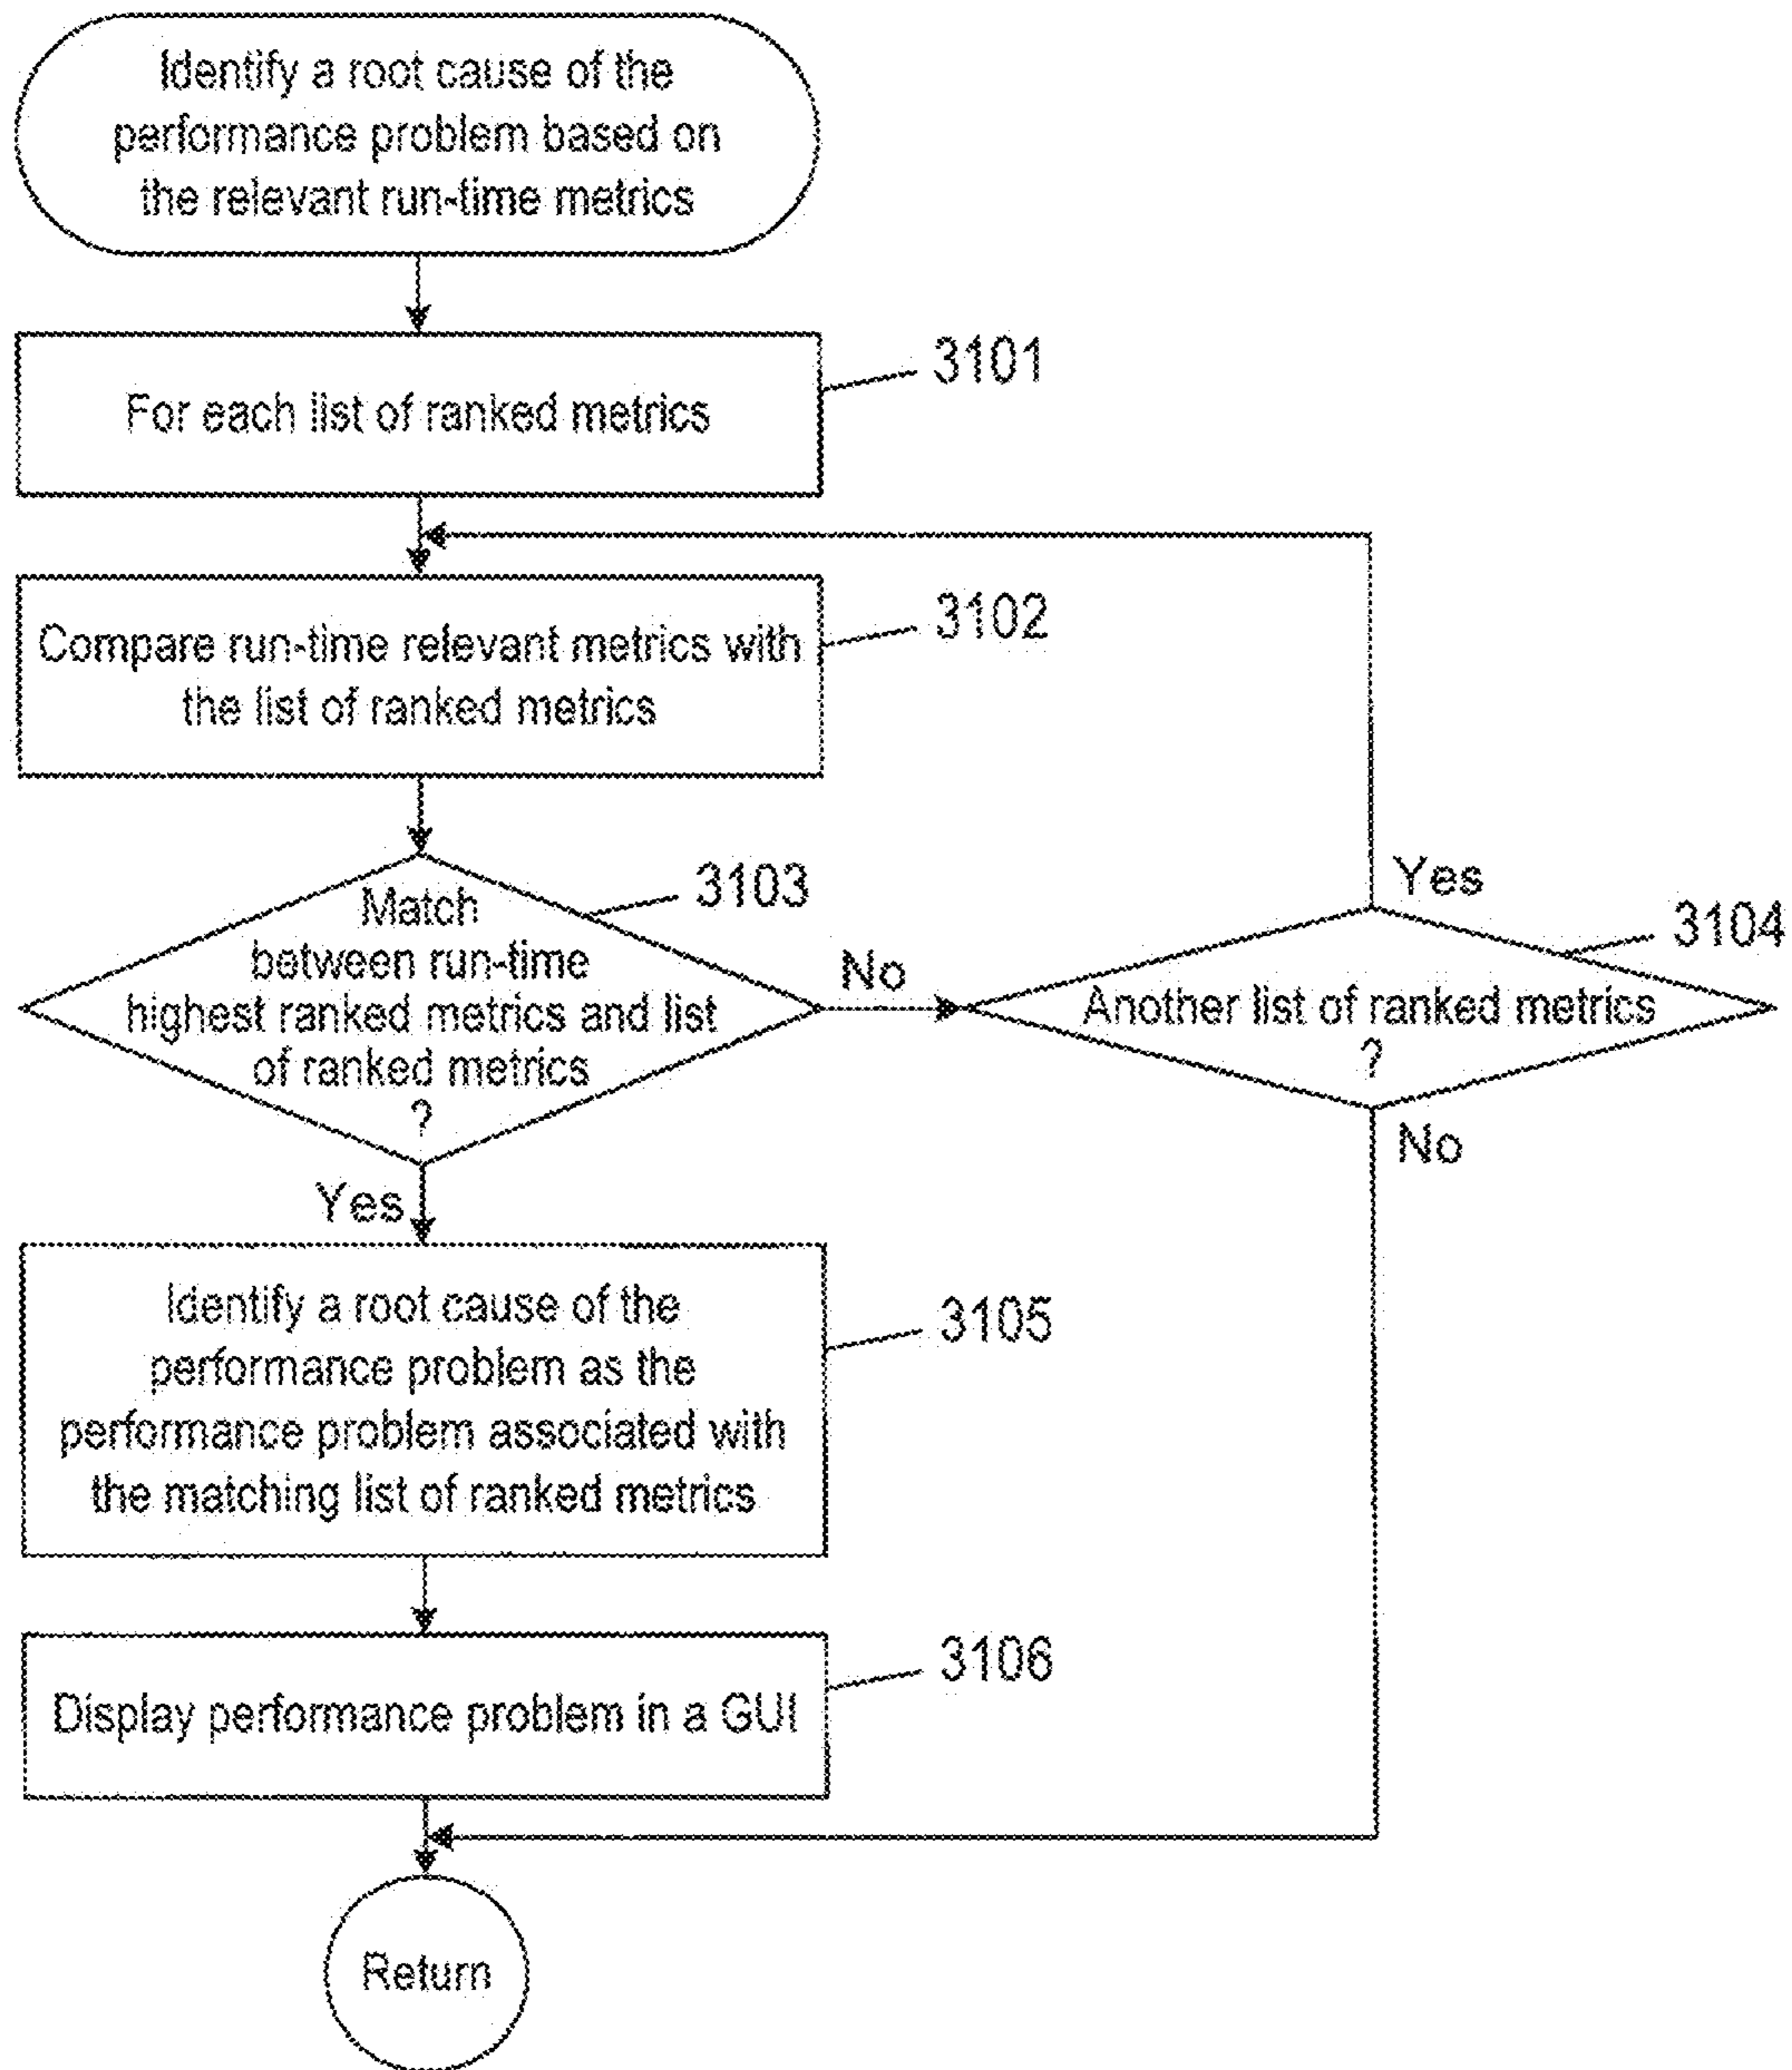 Identify a root cause of the
performance problem based on
the relevant run-time metrics
For each list of ranked metrics
3101
Compare run-time relevant metrics with
the list of ranked metrics
3102
Match
between run-time
highest ranked metrics and list
of ranked metrics
?
3103
No
Yes
Another list of ranked metrics
?
3104
Yes
No
Identify a root cause of the
performance problem as the
performance problem associated with
the matching list of ranked metrics
3105
Display performance problem in a GUI
3106
Return